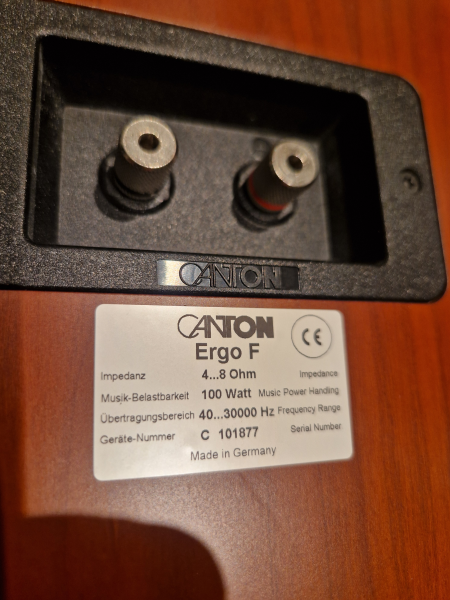 CANTON
CANTON
CE
Ergo F
Impedanz 4...8 Ohm Impedance
Musik-Belastbarkeit 100 Watt Music Power Handling
Übertragungsbereich 40...30000 Hz Frequency Range
Geräte-Nummer C 101877 Serial Number
Made in Germany